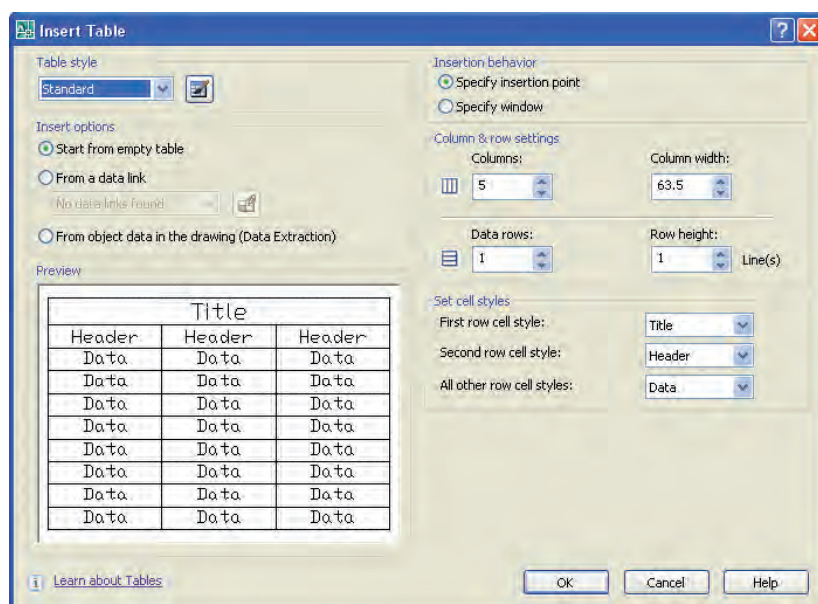 Insert Table
Table style
Standard
Insert options
Start from empty table
From a data link
No data links found
From object data in the drawing (Data Extraction)
Preview
Title
Header Header Header
Data Data Data
Data Data Data
Data Data Data
Data Data Data
Data Data Data
Data Data Data
Data Data Data
Data Data Data
Insertion behavior
Specify insertion point
Specify window
Column & row settings
Columns: Column width:
5 63.5
Data rows: Row height:
1 1 Line(s)
Set cell styles
First row cell style: Title
Second row cell style: Header
All other row cell styles: Data
Learn about Tables
OK Cancel Help